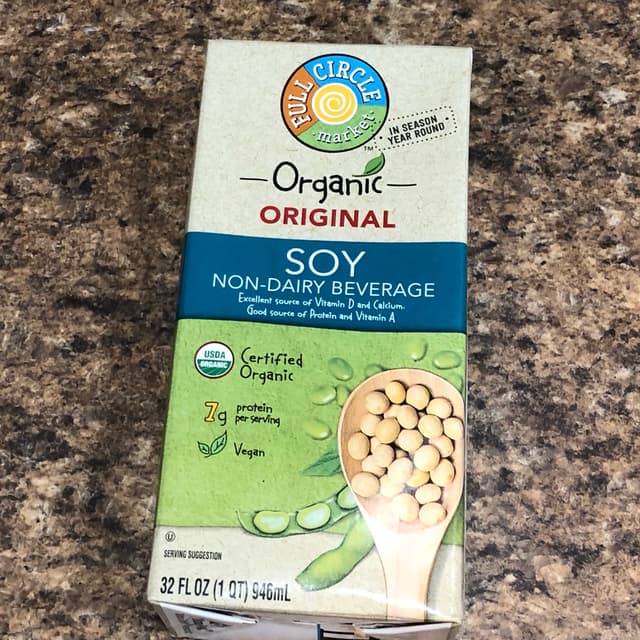 FULL CIRCLE
market
TM
IN SEASON
YEAR ROUND
Organic
ORIGINAL
SOY
NON-DAIRY BEVERAGE
Excellent source of Vitamin D and Calcium.
Good source of Protein and Vitamin A
USDA
ORGANIC
Certified
Organic
7g protein
per serving
Vegan
U
SERVING SUGGESTION
32 FL OZ (1 QT) 946mL